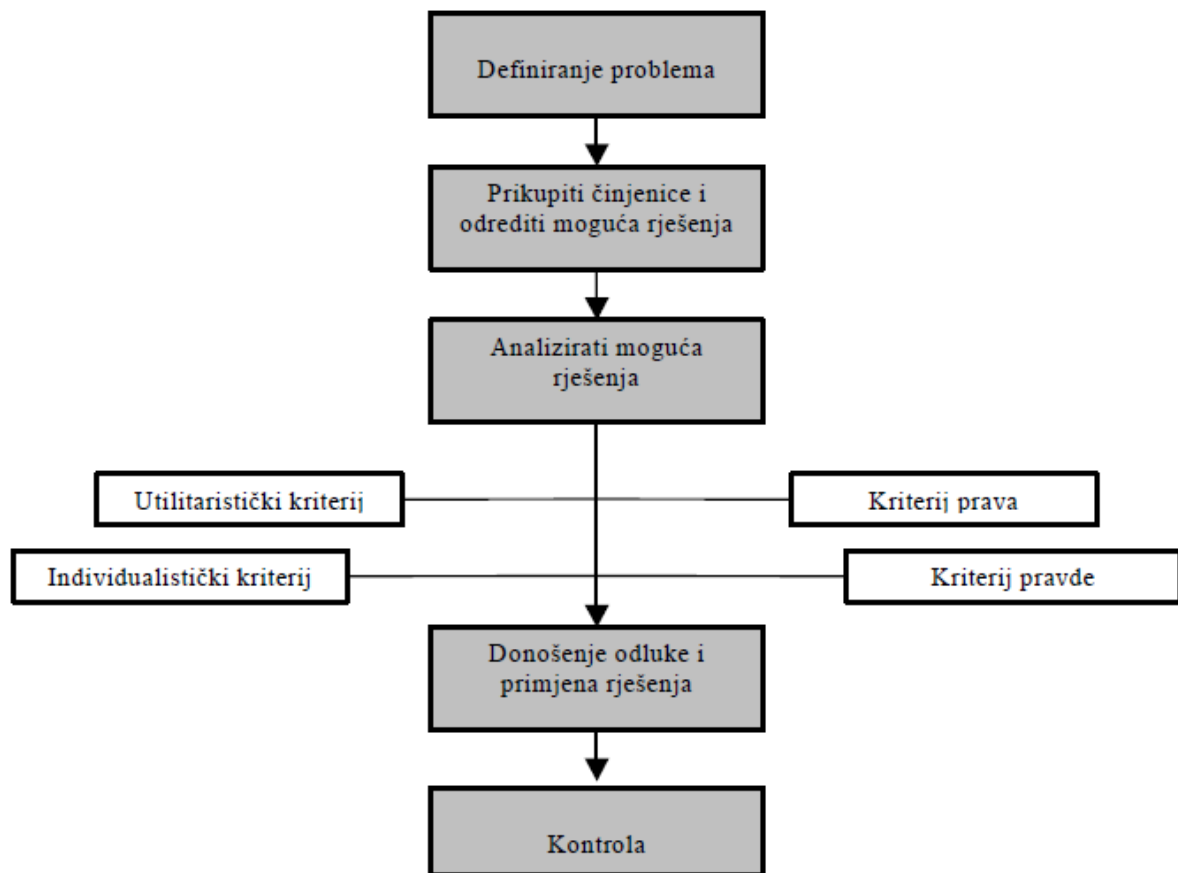 Definiranje problema
Prikupiti činjenice i
odrediti moguća rješenja
Analizirati moguća
rješenja
Utilitaristički kriterij
Kriterij prava
Individualistički kriterij
Kriterij pravde
Donošenje odluke i
primjena rješenja
Kontrola